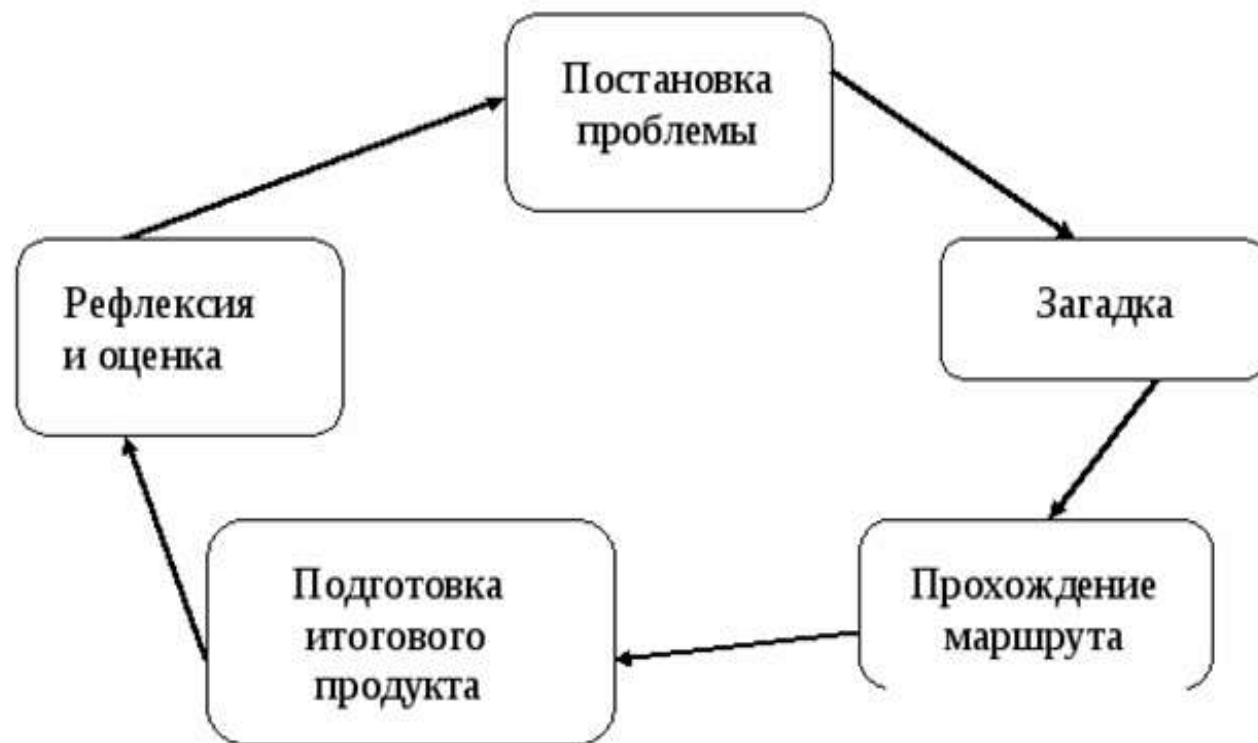 Постановка
проблемы
Загадка
Прохождение
маршрута
Подготовка
итогового
продукта
Рефлексия
и оценка